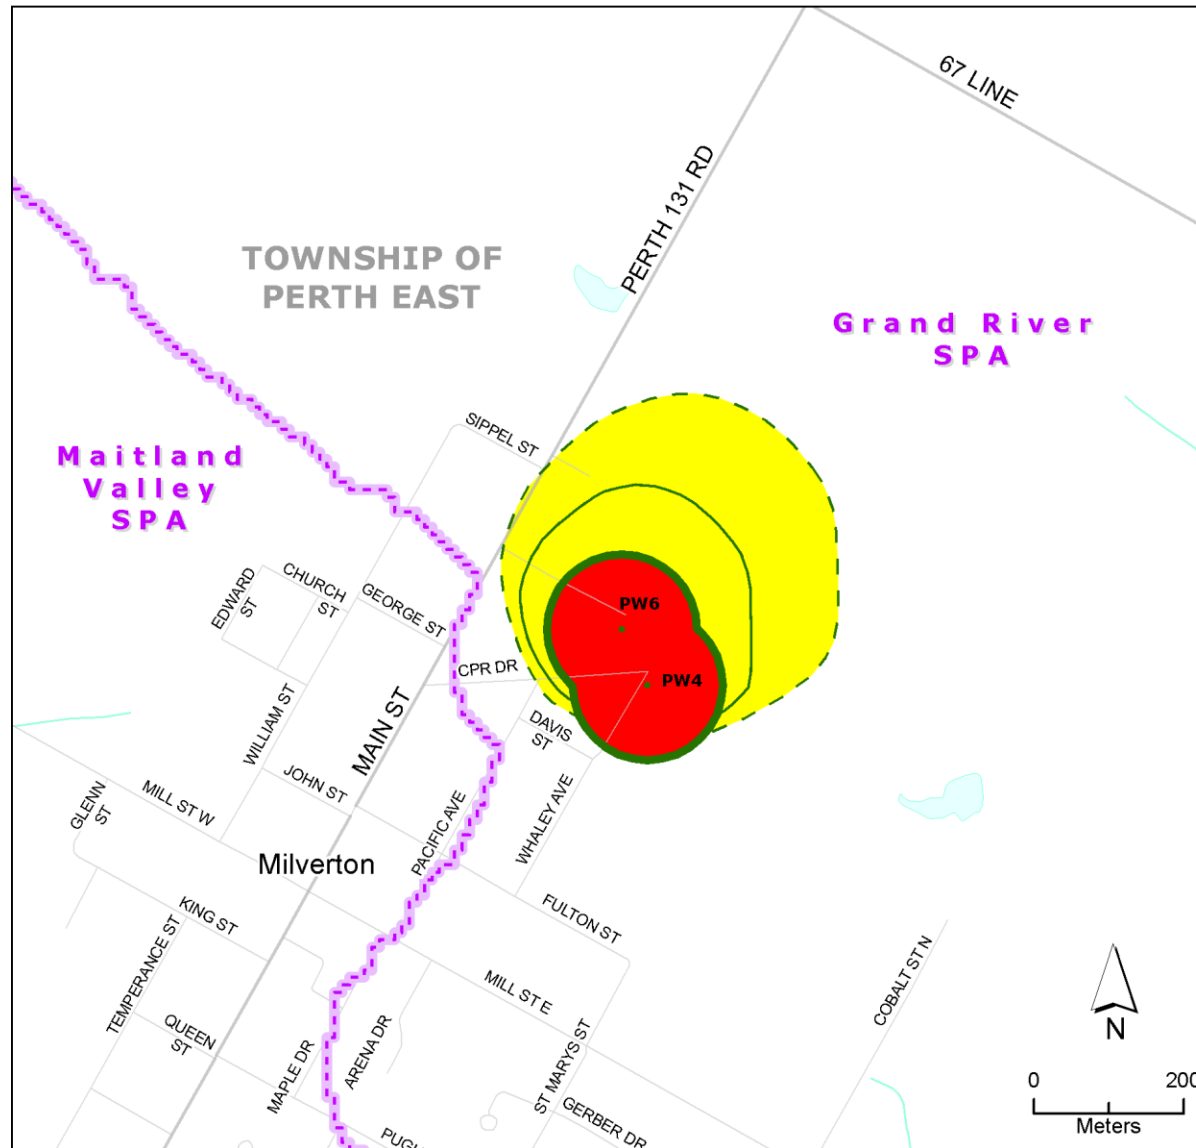 67 LINE
PERTH 131 RD
TOWNSHIP OF
PERTH EAST
Grand River
SPA
SIPPEL ST
Maitland
Valley
SPA
EDWARD
ST
CHURCH
ST
GEORGE ST
PW6
CPR DR
PW4
WILLIAM ST
MAIN ST
DAVIS
ST
JOHN ST
GLENN
ST
MILL ST W
PACIFIC AVE
WHALEY AVE
Milverton
KING ST
FULTON ST
TEMPERANCE ST
QUEEN
ST
MILL ST E
COBALT ST N
MAPLE DR
ARENA DR
ST MARYS ST
GERBER DR
N
0
200
Meters